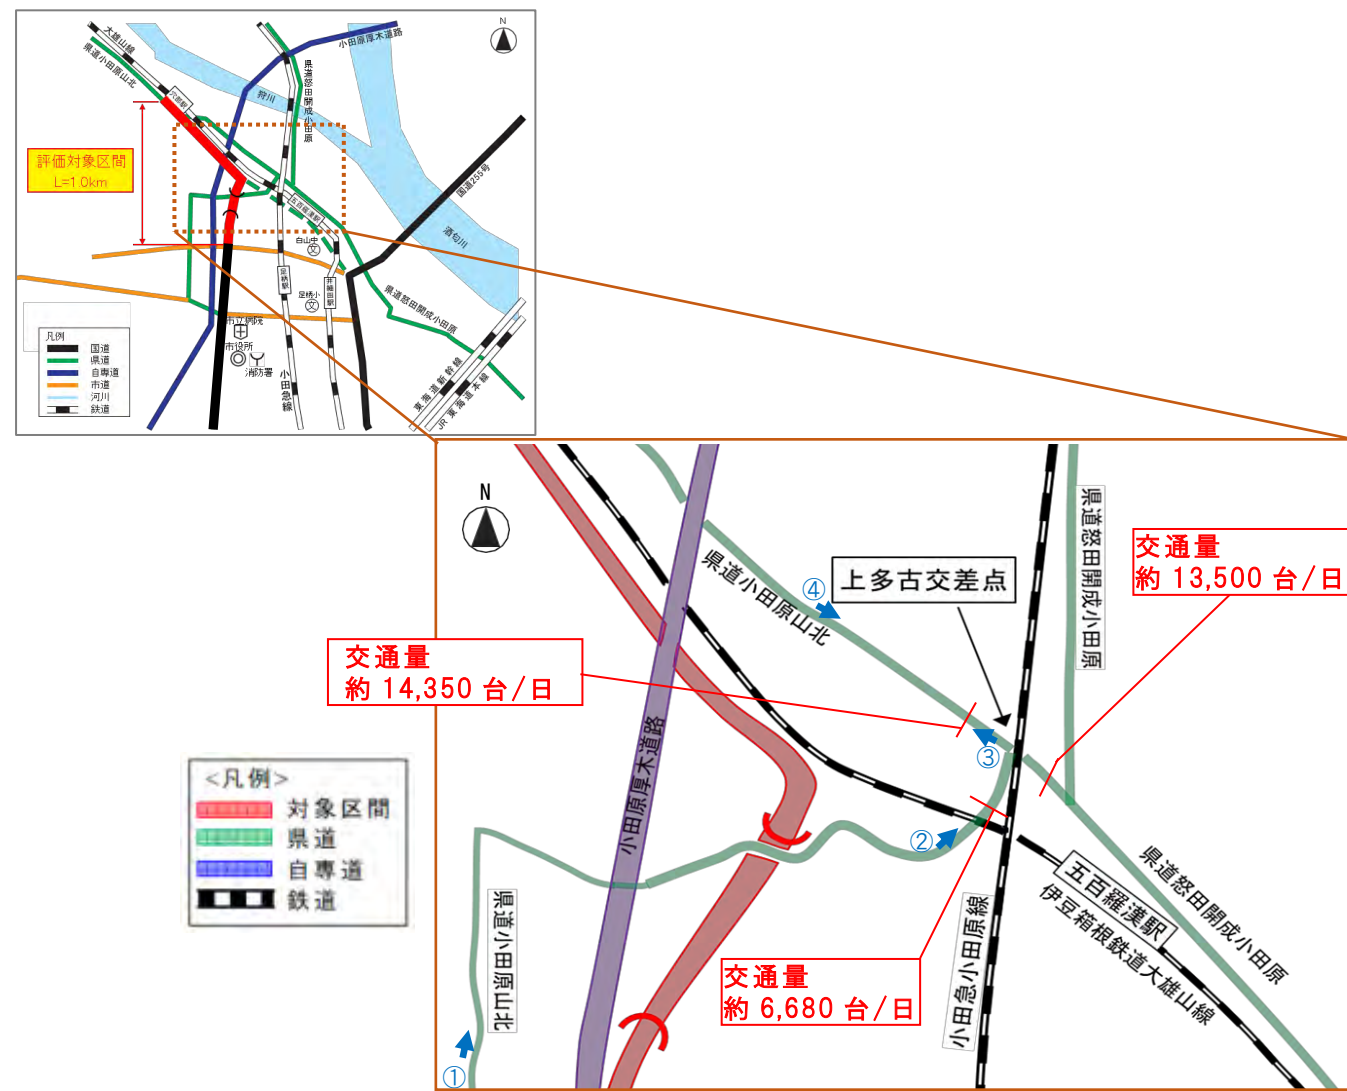 N
小田原厚木道路
大雄山線
県道小田原山北
穴部駅
狩川
県道怒田開成小田原
国道255号
評価対象区間
L=1.0km
五百羅漢駅
白山中
文
酒匂川
足柄駅
井細田駅
足柄小
文
県道怒田開成小田原
市立病院
市役所
消防署
小田急線
東海道新幹線
JR東海道本線
凡例
国道
県道
自専道
市道
河川
鉄道
N
県道小田原山北
④
上多古交差点
県道怒田開成小田原
交通量
約 13,500 台/日
交通量
約 14,350 台/日
小田原厚木道路
③
②
<凡例>
対象区間
県道
自専道
鉄道
県道小田原山北
①
交通量
約 6,680 台/日
小田急小田原線
五百羅漢駅
伊豆箱根鉄道大雄山線
県道怒田開成小田原